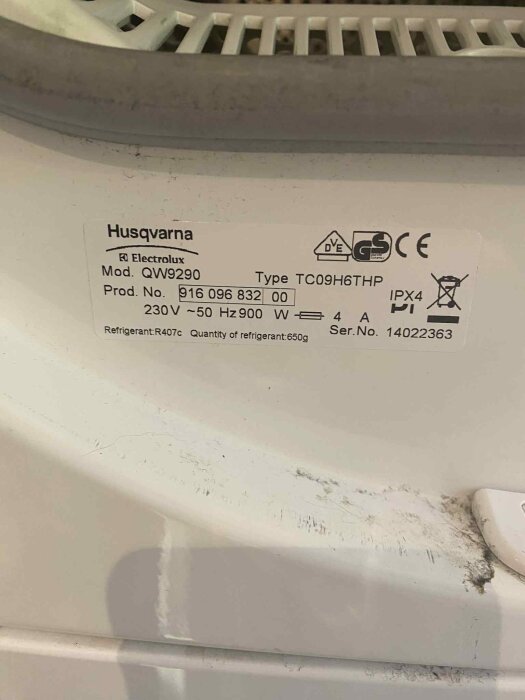 Husqvarna
Electrolux
Mod. QW9290 Type TC09H6THP
Prod. No. 916 096 832 00 IPX4
230V ~50 Hz 900 W 4 A
Ser.No. 14022363
Refrigerant:R407c Quantity of refrigerant:650g
DVE GS CE